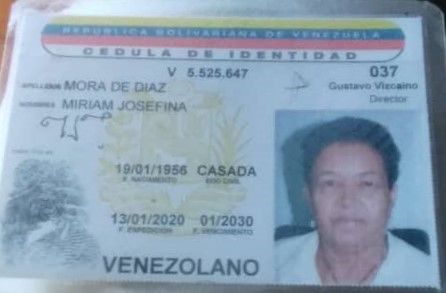 REPUBLICA BOLIVARIANA DE VENEZUELA
CEDULA DE IDENTIDAD
V 5.525.647 037
APELLIDOS MORA DE DIAZ Gustavo Vizcaino
NOMBRES MIRIAM JOSEFINA Director
19/01/1956 CASADA
F. NACIMIENTO EDO CIVIL
13/01/2020 01/2030
F. EXPEDICION F. VENCIMIENTO
VENEZOLANO